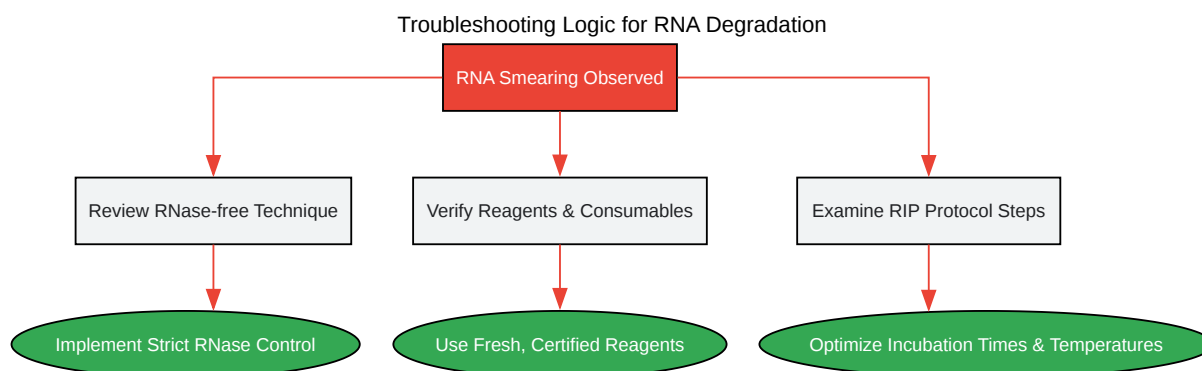 Troubleshooting Logic for RNA Degradation
RNA Smearing Observed
Review RNase-free Technique
Verify Reagents & Consumables
Examine RIP Protocol Steps
Implement Strict RNase Control
Use Fresh, Certified Reagents
Optimize Incubation Times & Temperatures